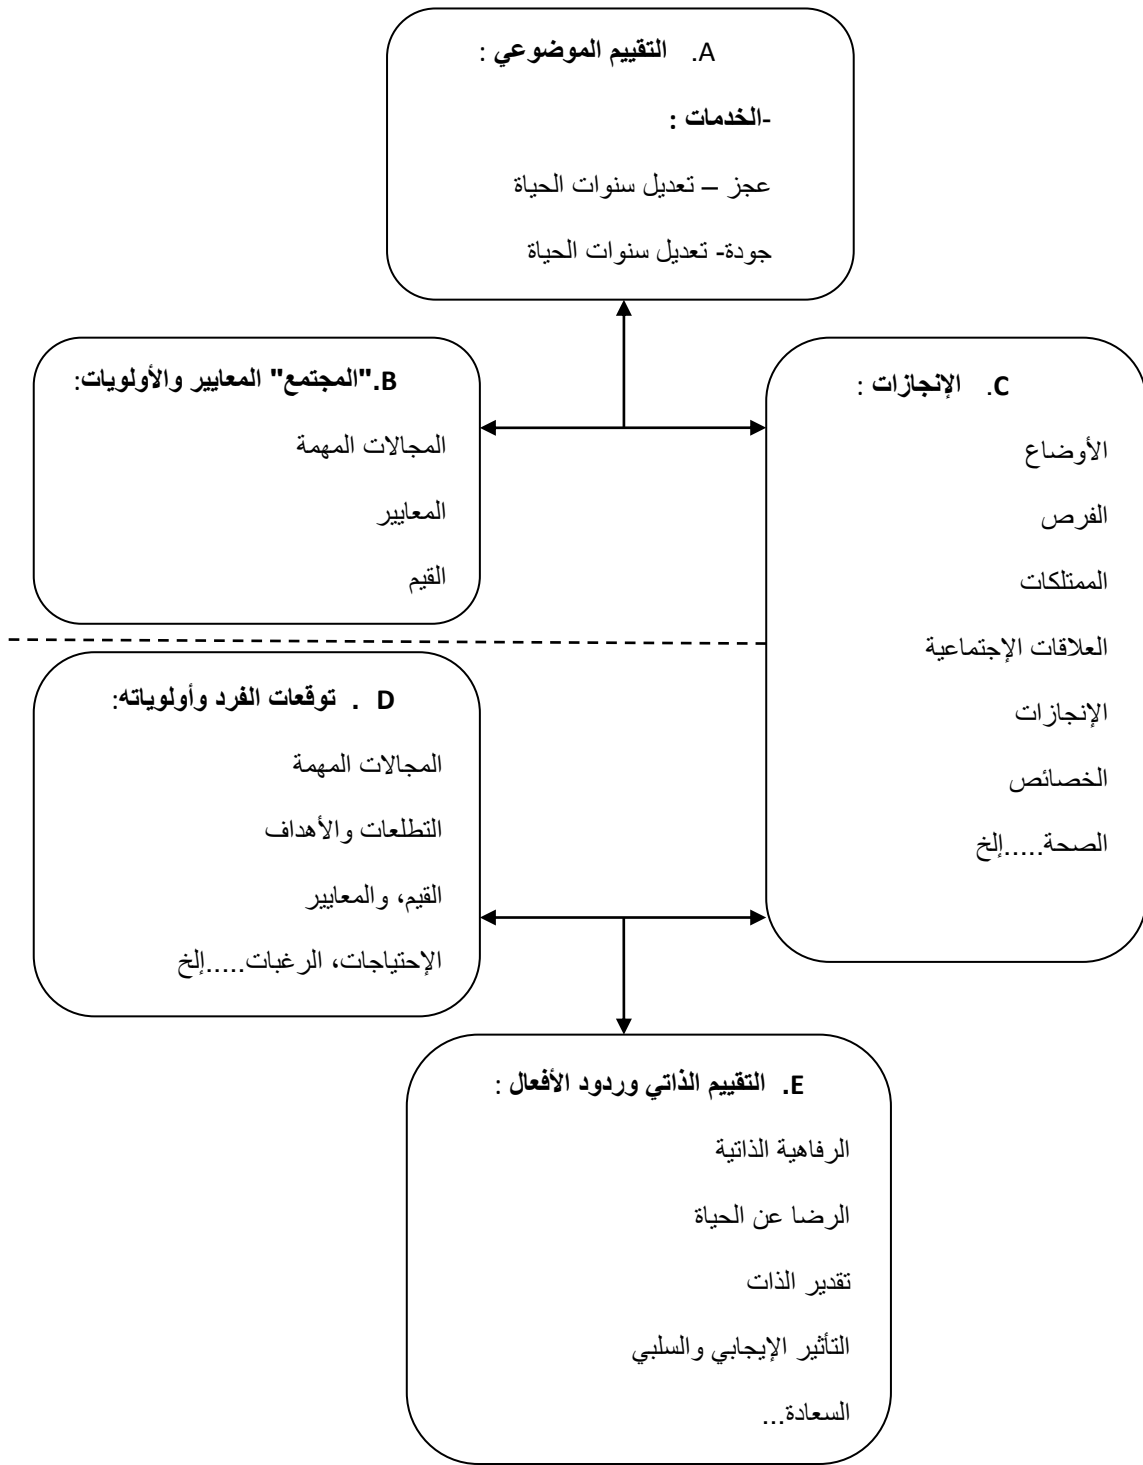 A. التقييم الموضوعي :
-الخدمات :
عجز – تعديل سنوات الحياة
جودة- تعديل سنوات الحياة
B."المجتمع" المعايير والأولويات:
المجالات المهمة
المعايير
القيم
C. الإنجازات :
الأوضاع
الفرص
الممتلكات
العلاقات الإجتماعية
الإنجازات
الخصائص
الصحة.....إلخ
D . توقعات الفرد وأولوياته:
المجالات المهمة
التطلعات والأهداف
القيم، والمعايير
الإحتياجات، الرغبات.....إلخ
E. التقييم الذاتي وردود الأفعال :
الرفاهية الذاتية
الرضا عن الحياة
تقدير الذات
التأثير الإيجابي والسلبي
السعادة...